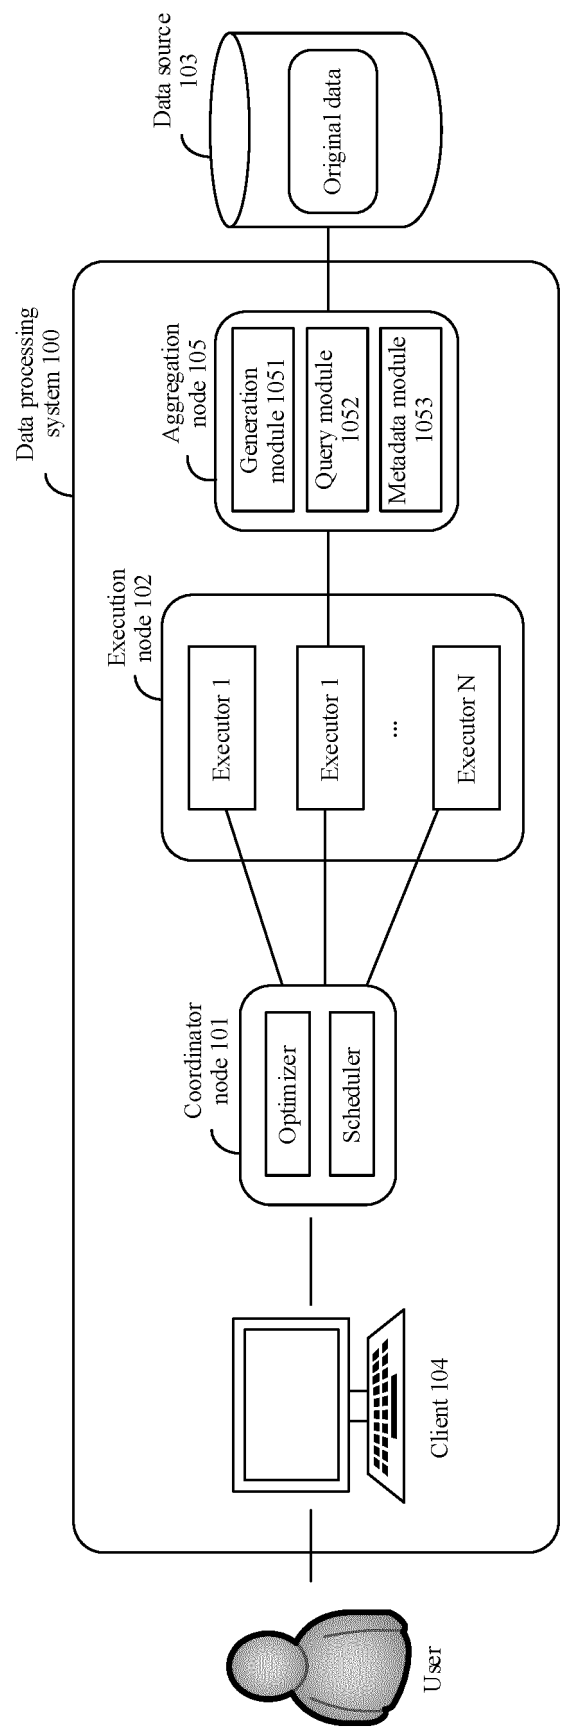 Data processing
system 100
User
Client 104
Coordinator
node 101
Optimizer
Scheduler
Execution
node 102
Executor 1
Executor 1
...
Executor N
Aggregation
node 105
Generation
module 1051
Query module
1052
Metadata module
1053
Data source
103
Original data